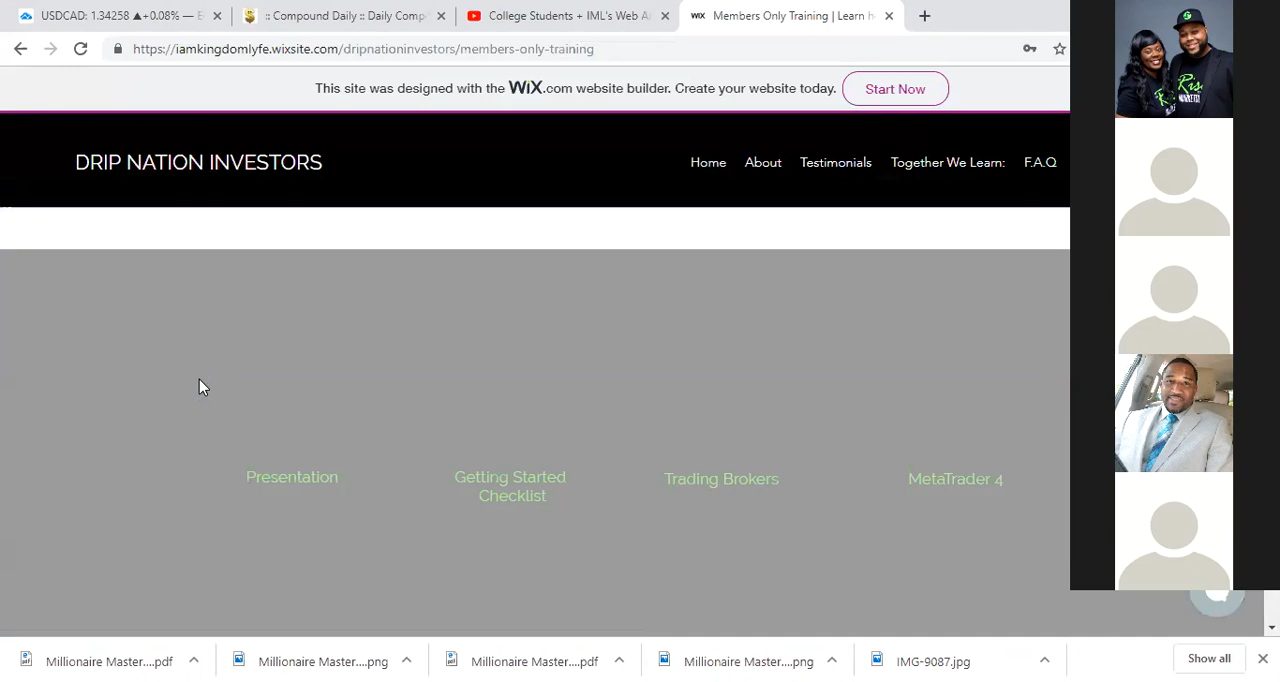 USDCAD: 1.34258 ▲+0.08% —
:: Compound Daily :: Daily Comp
College Students + IML's Web A
WIX Members Only Training | Learn h
https://iamkingdomlyfe.wixsite.com/dripnationinvestors/members-only-training
This site was designed with the WiX.com website builder. Create your website today. Start Now
DRIP NATION INVESTORS
Home About Testimonials Together We Learn: F.A.Q
Presentation
Getting Started
Checklist
Trading Brokers
MetaTrader 4
Millionaire Master....pdf
Millionaire Master....png
Millionaire Master....pdf
Millionaire Master....png
IMG-9087.jpg
Show all